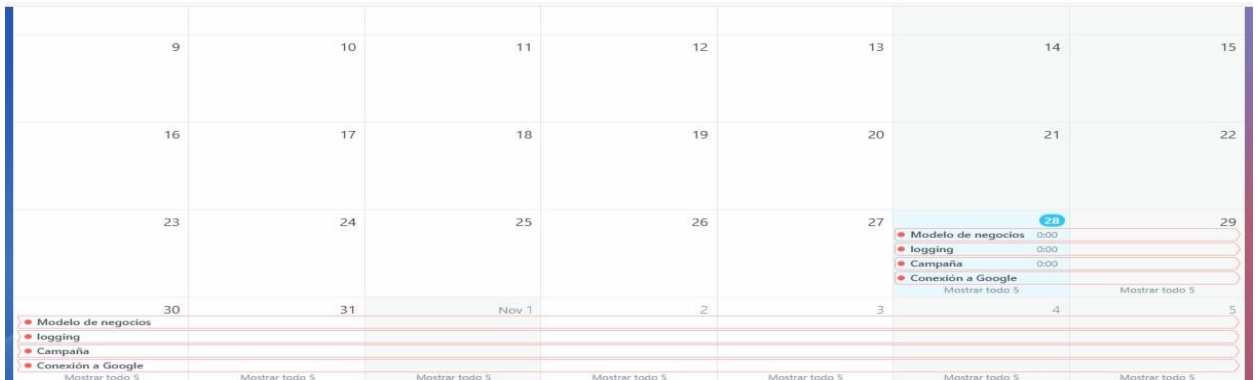 9 10 11 12 13 14 15
16 17 18 19 20 21 22
23 24 25 26 27 28 29
Modelo de negocios 0:00
logging 0:00
Campaña 0:00
Conexión a Google
Mostrar todo 5 Mostrar todo 5
30 31 Nov 1 2 3 4 5
Modelo de negocios
logging
Campaña
Conexión a Google
Mostrar todo 5 Mostrar todo 5 Mostrar todo 5 Mostrar todo 5 Mostrar todo 5 Mostrar todo 5 Mostrar todo 5